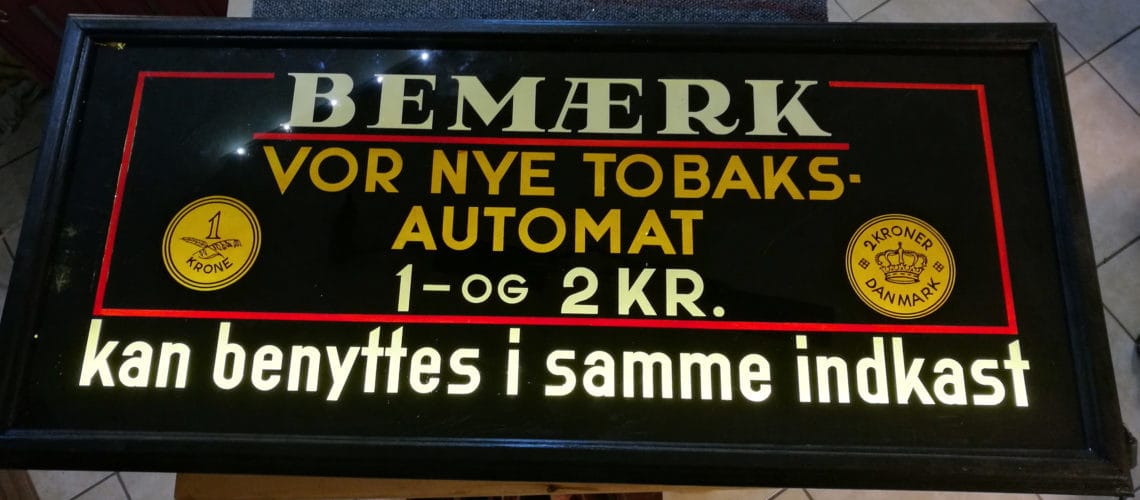 BEMÆRK
VOR NYE TOBAKS-
AUTOMAT
1
KRONE
2 KRONER
DANMARK
1-OG 2 KR.
kan benyttes i samme indkast